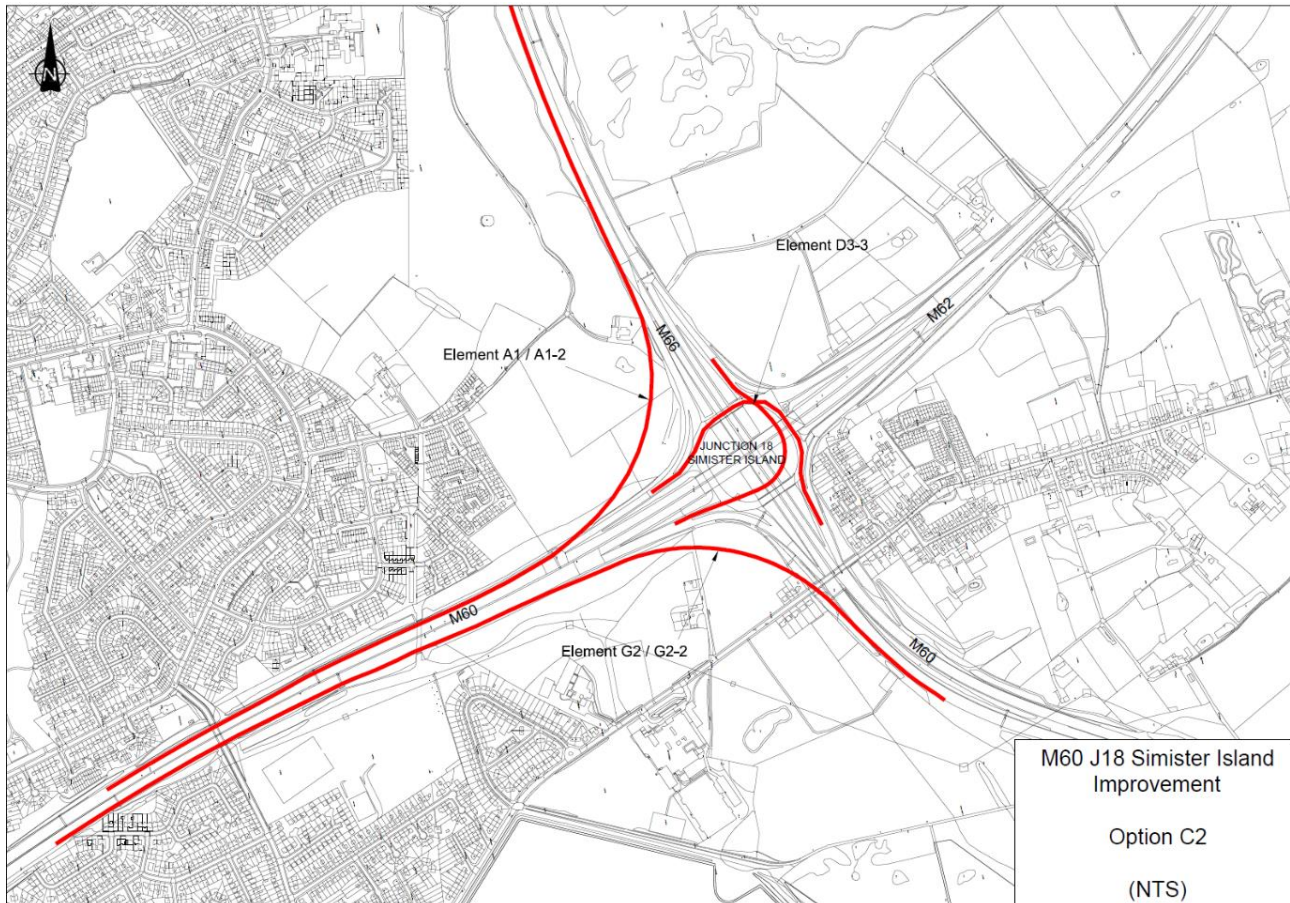 N
Element D3-3
M62
M66
Element A1 / A1-2
JUNCTION 18
SIMISTER ISLAND
M60
Element G2 / G2-2
M60
M60 J18 Simister Island
Improvement
Option C2
(NTS)